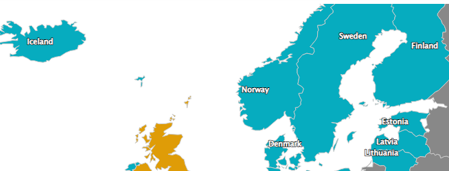 Sweden
Iceland
Finland
Norway
Estonia
Denmark
Latvia
Lithuania